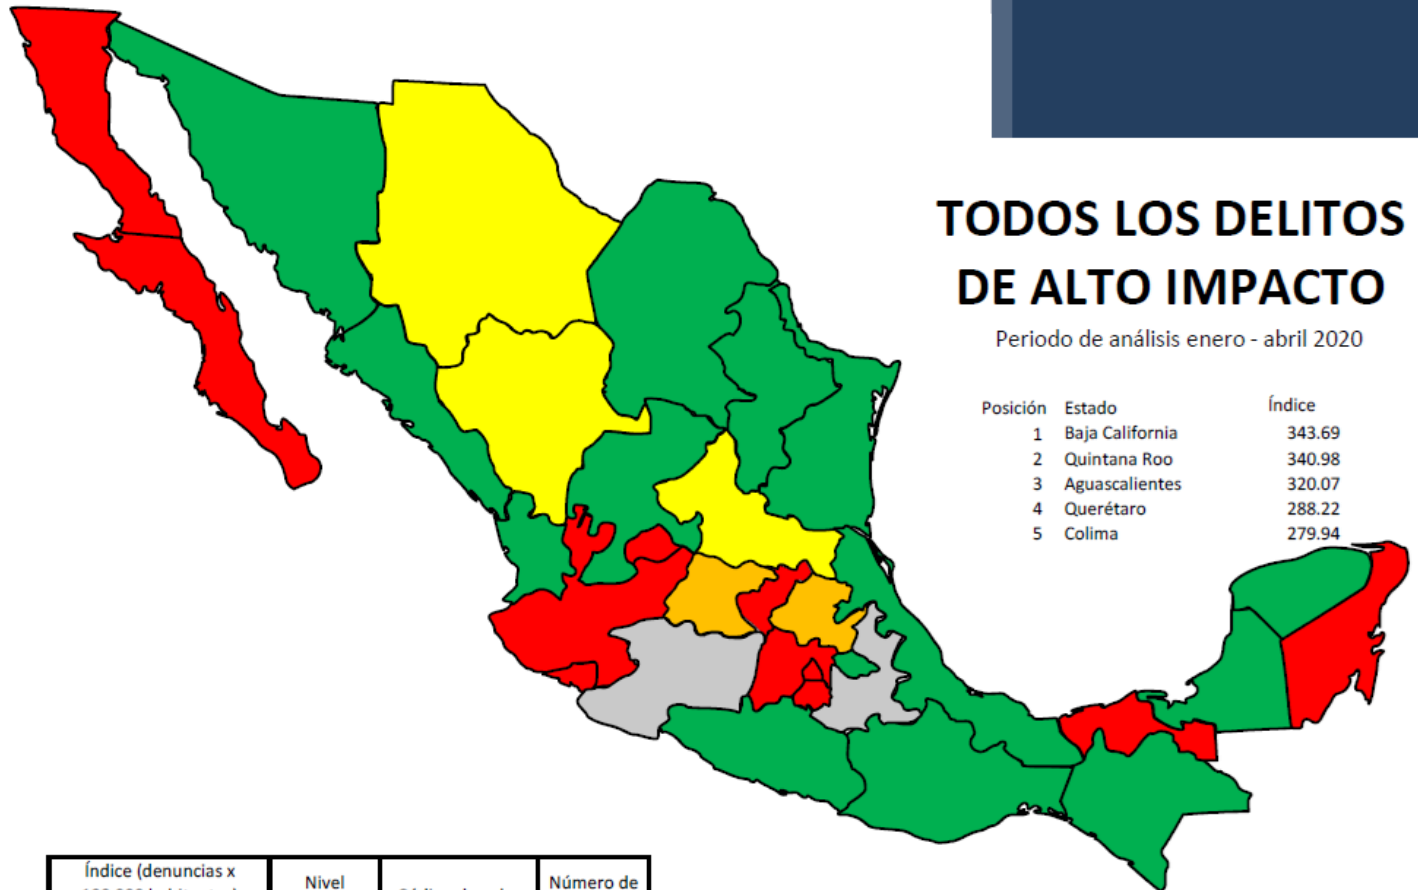 TODOS LOS DELITOS
DE ALTO IMPACTO
Periodo de análisis enero - abril 2020
Posición Estado Índice
1 Baja California 343.69
2 Quintana Roo 340.98
3 Aguascalientes 320.07
4 Querétaro 288.22
5 Colima 279.94
Índice (denuncias x
Nivel
Número de